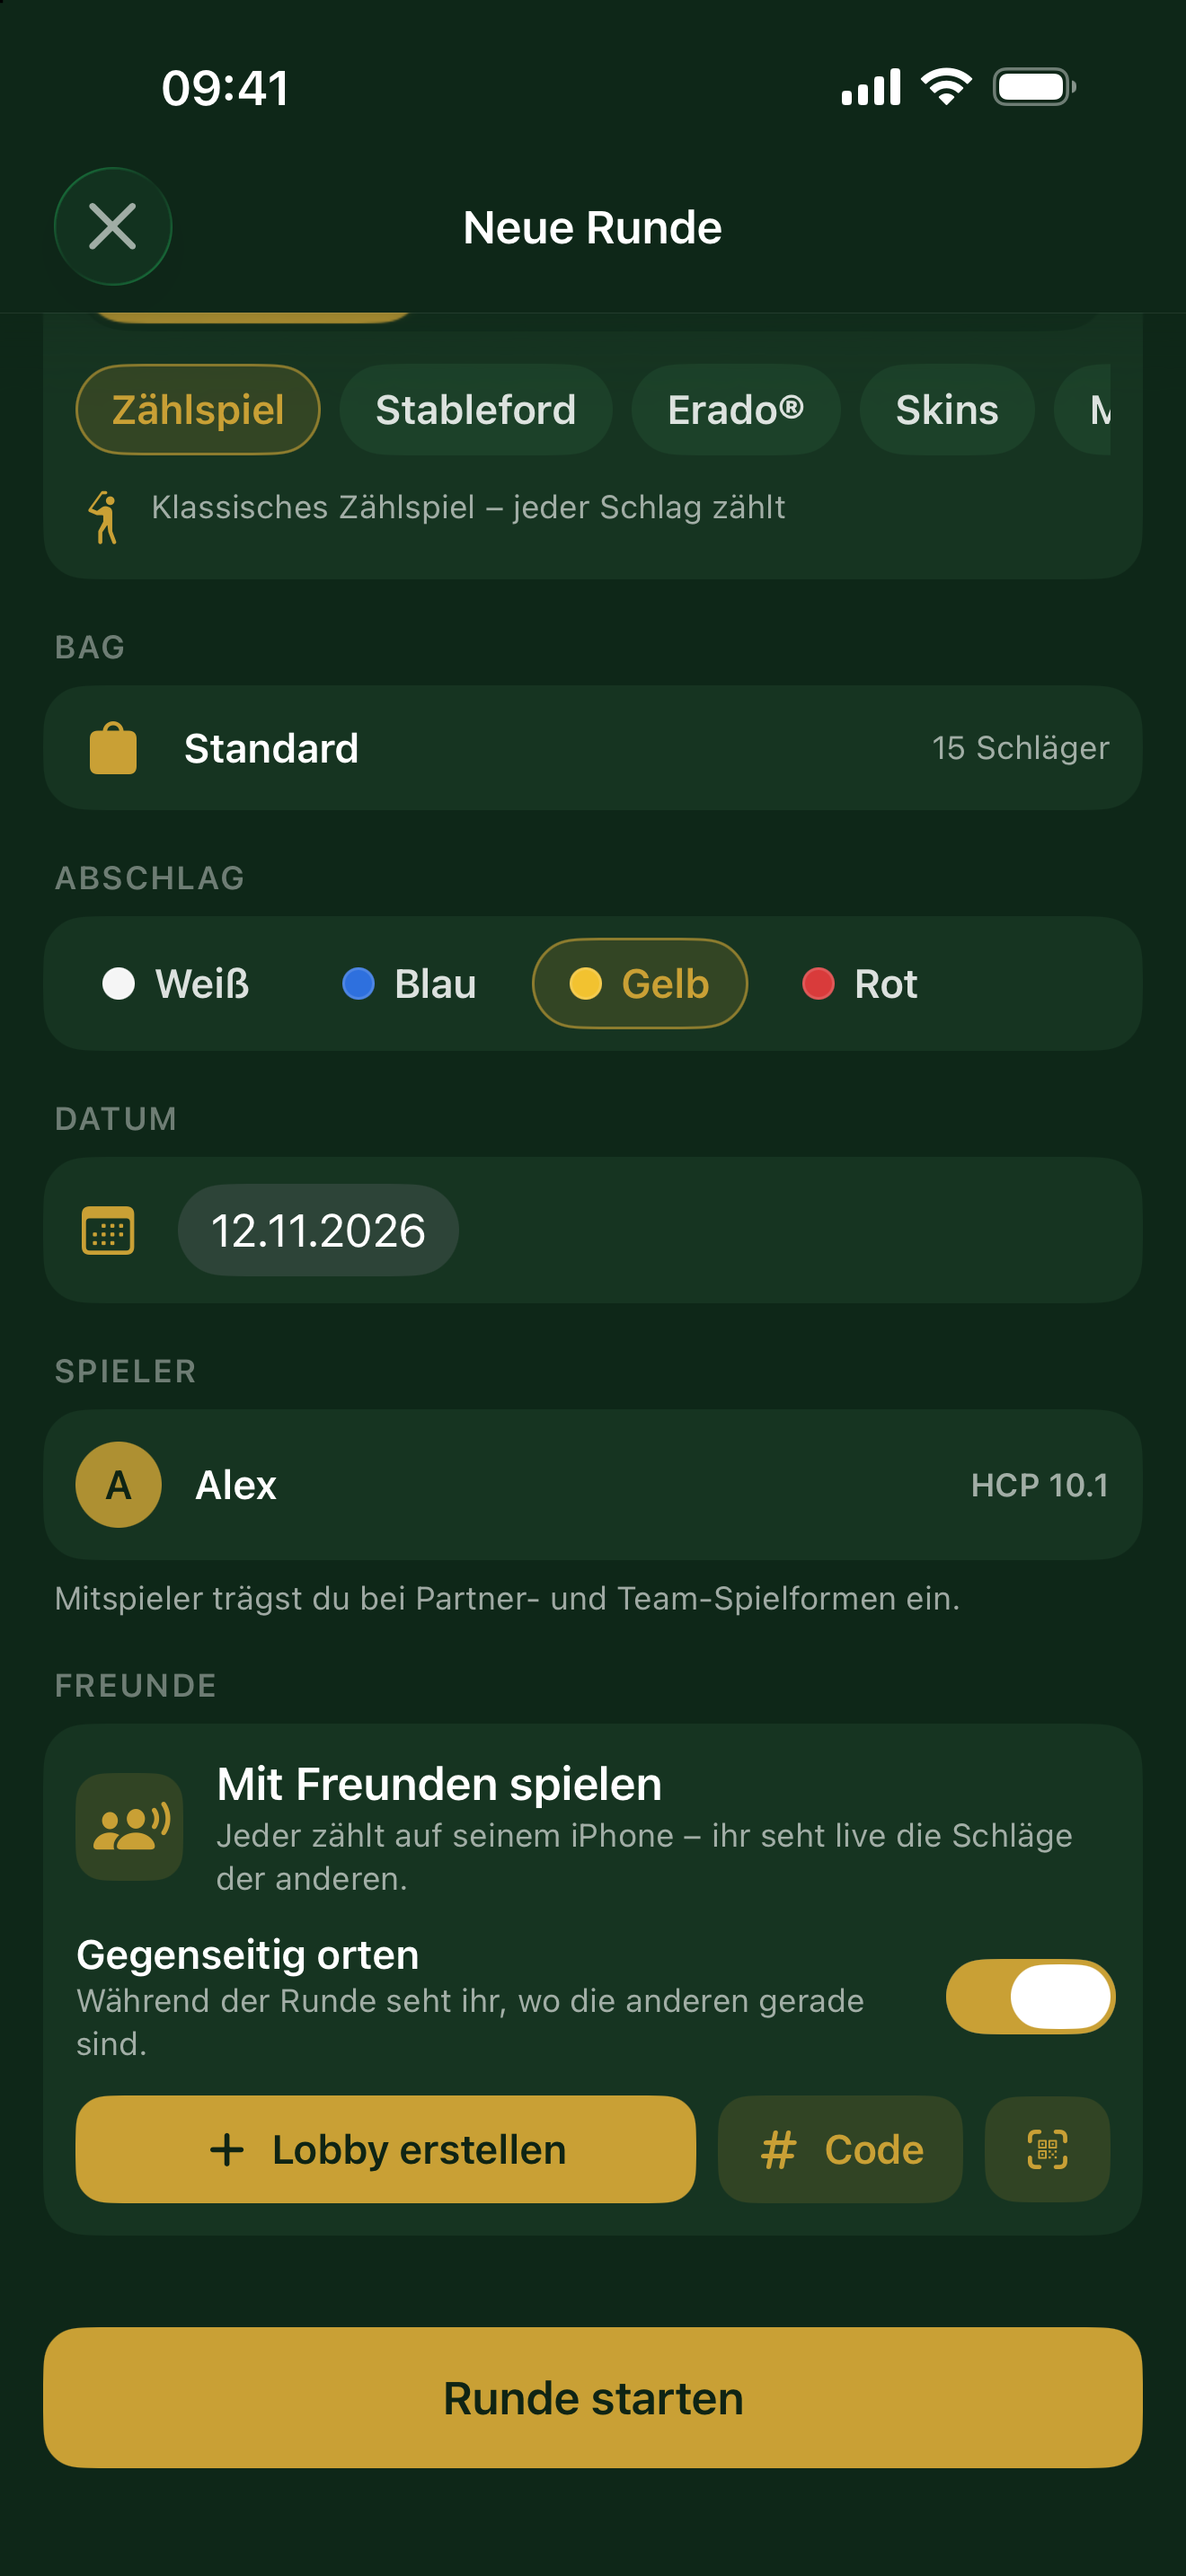 09:41
Neue Runde
Zählspiel Stableford Erado® Skins
Klassisches Zählspiel – jeder Schlag zählt
BAG
Standard 15 Schläger
ABSCHLAG
Weiß Blau Gelb Rot
DATUM
12.11.2026
SPIELER
A Alex HCP 10.1
Mitspieler trägst du bei Partner- und Team-Spielformen ein.
FREUNDE
Mit Freunden spielen
Jeder zählt auf seinem iPhone – ihr seht live die Schläge
der anderen.
Gegenseitig orten
Während der Runde seht ihr, wo die anderen gerade
sind.
+ Lobby erstellen # Code
Runde starten